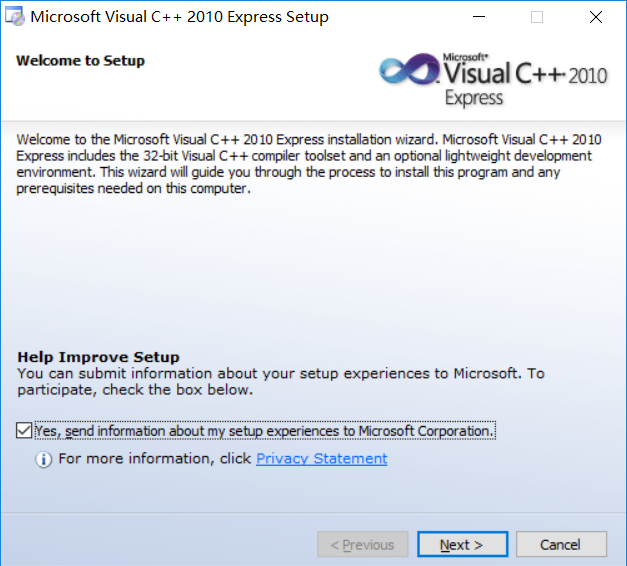 Microsoft Visual C++ 2010 Express Setup
Welcome to Setup
Microsoft®
Visual C++ 2010
Express
Welcome to the Microsoft Visual C++ 2010 Express installation wizard. Microsoft Visual C++ 2010
Express includes the 32-bit Visual C++ compiler toolset and an optional lightweight development
environment. This wizard will guide you through the process to install this program and any
prerequisites needed on this computer.
Help Improve Setup
You can submit information about your setup experiences to Microsoft. To
participate, check the box below.
Yes, send information about my setup experiences to Microsoft Corporation.
For more information, click Privacy Statement
< Previous
Next >
Cancel